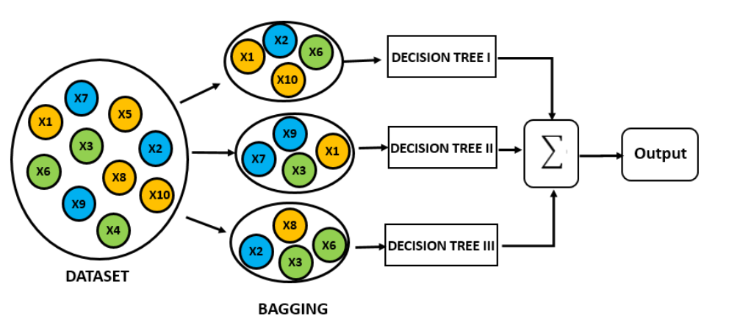 X7
X1
X5
X3
X2
X6
X8
X10
X9
X4
DATASET
X2
X1
X6
X10
X9
X7
X1
X3
X8
X2
X6
X3
BAGGING
DECISION TREE I
DECISION TREE II
DECISION TREE III
∑
Output